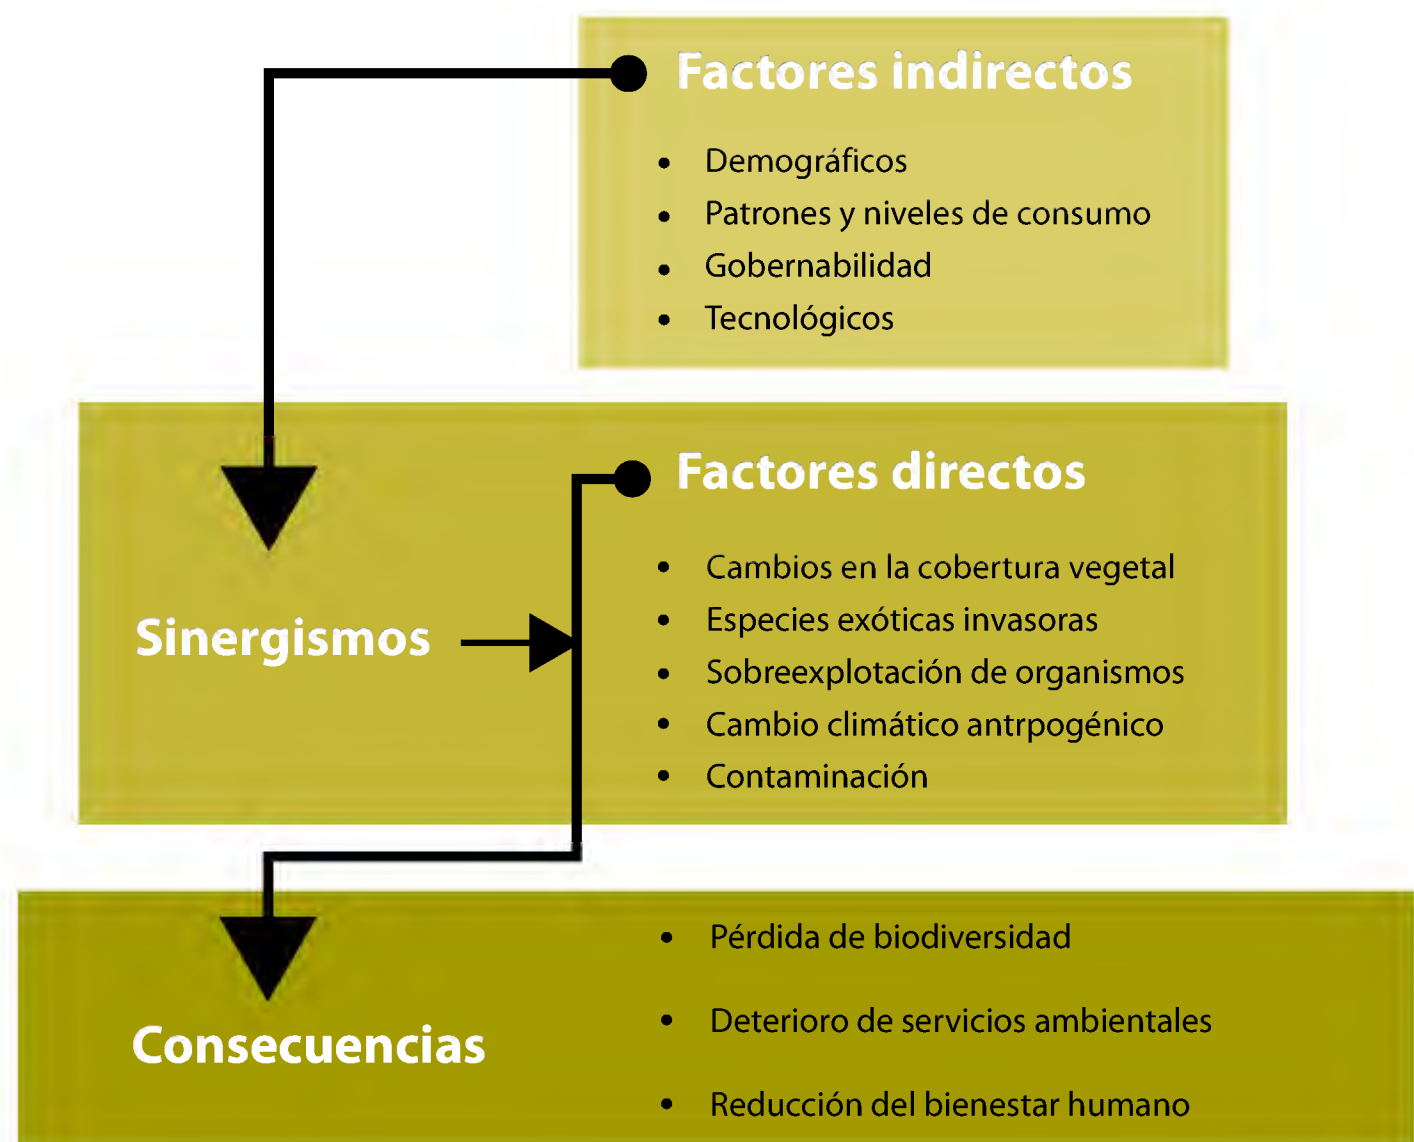 Factores indirectos
• Demográficos
• Patrones y niveles de consumo
• Gobernabilidad
• Tecnológicos
Factores directos
• Cambios en la cobertura vegetal
• Especies exóticas invasoras
• Sobreexplotación de organismos
• Cambio climático antrpogénico
• Contaminación
Sinergismos
Consecuencias
• Pérdida de biodiversidad
• Deterioro de servicios ambientales
• Reducción del bienestar humano